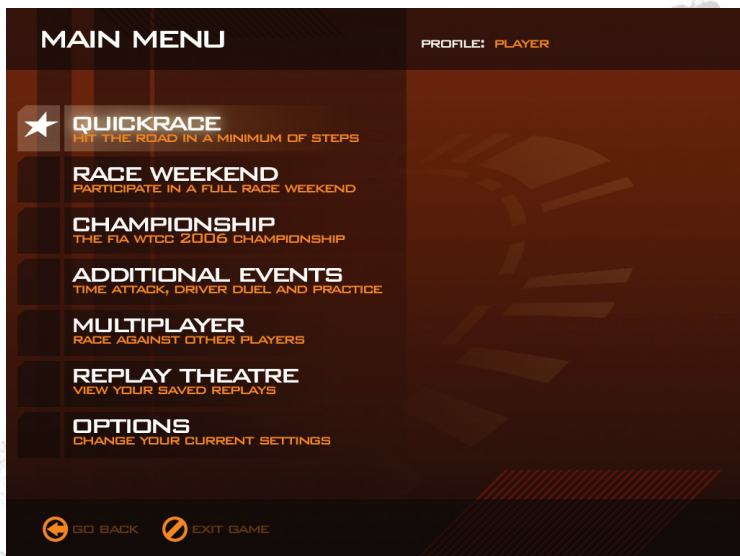 MAIN MENU
PROFILE: PLAYER
QUICKRACE
HIT THE ROAD IN A MINIMUM OF STEPS
RACE WEEKEND
PARTICIPATE IN A FULL RACE WEEKEND
CHAMPIONSHIP
THE FIA WTCC 2006 CHAMPIONSHIP
ADDITIONAL EVENTS
TIME ATTACK, DRIVER DUEL AND PRACTICE
MULTIPLAYER
RACE AGAINST OTHER PLAYERS
REPLAY THEATRE
VIEW YOUR SAVED REPLAYS
OPTIONS
CHANGE YOUR CURRENT SETTINGS
GO BACK
EXIT GAME